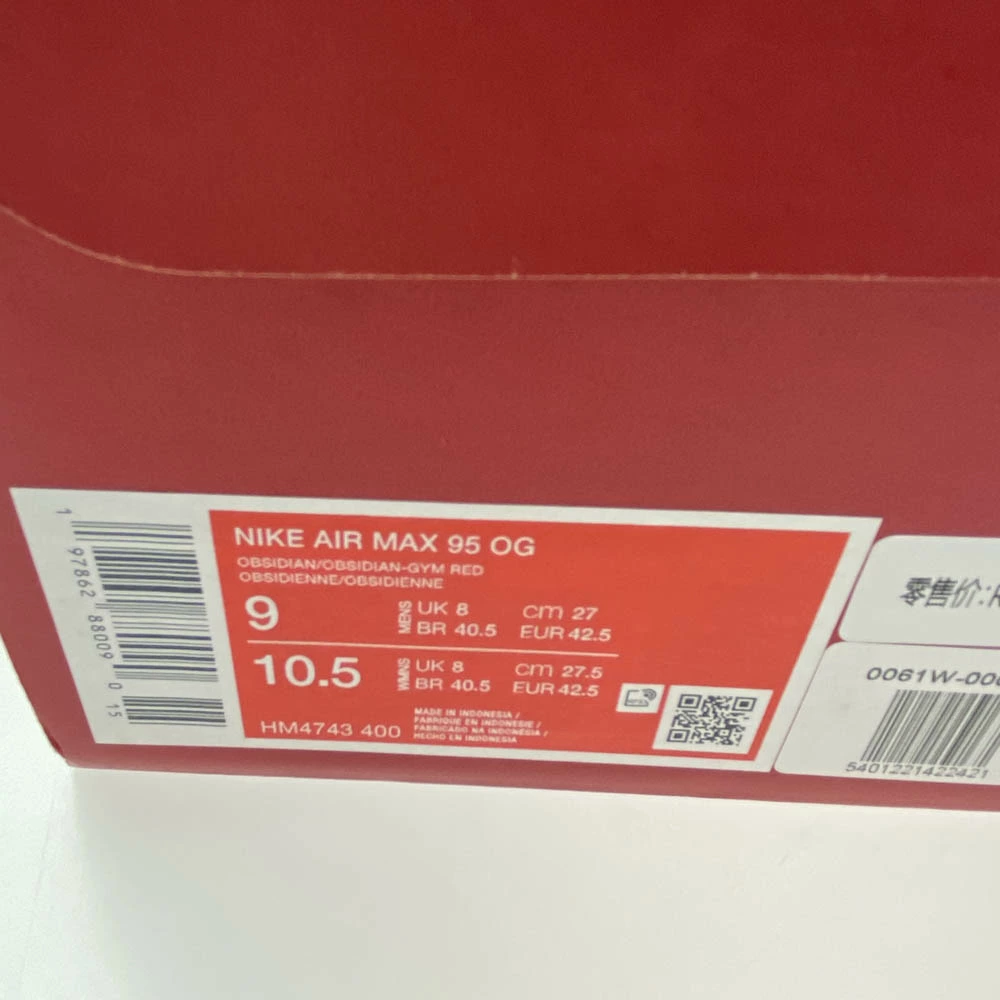 NIKE AIR MAX 95 OG
OBSIDIAN/OBSIDIAN-GYM RED
OBSIDIENNE/OBSIDIENNE
9
MENS
UK 8 cm 27
BR 40.5 EUR 42.5
10.5
WMNS
UK 8 cm 27.5
BR 40.5 EUR 42.5
HM4743 400
MADE IN INDONESIA /
FABRIQUE EN INDONESIE /
FABRICADO NA INDONESIA /
HECHO EN INDONESIA
1 97862 88009 0 15
零售价:
0061W-00
5401221422421